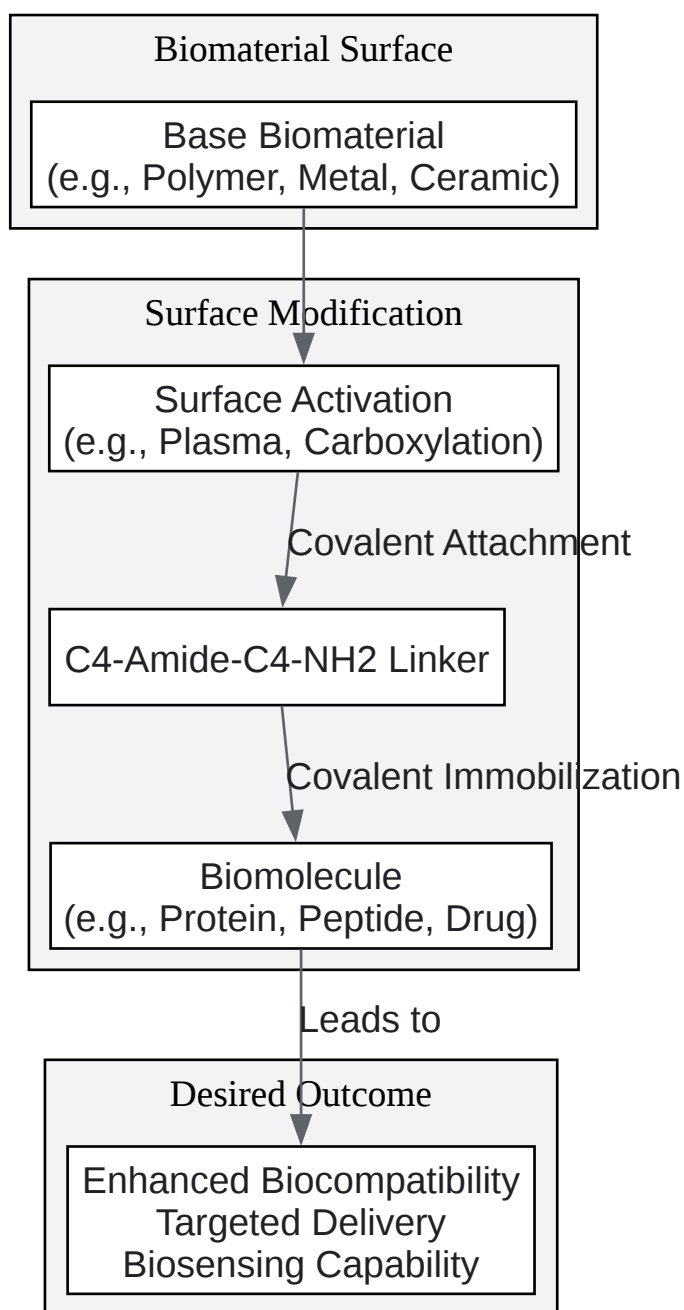 Biomaterial Surface
Base Biomaterial
(e.g., Polymer, Metal, Ceramic)
Surface Modification
Surface Activation
(e.g., Plasma, Carboxylation)
Covalent Attachment
C4-Amide-C4-NH2 Linker
Covalent Immobilization
Biomolecule
(e.g., Protein, Peptide, Drug)
Leads to
Desired Outcome
Enhanced Biocompatibility
Targeted Delivery
Biosensing Capability